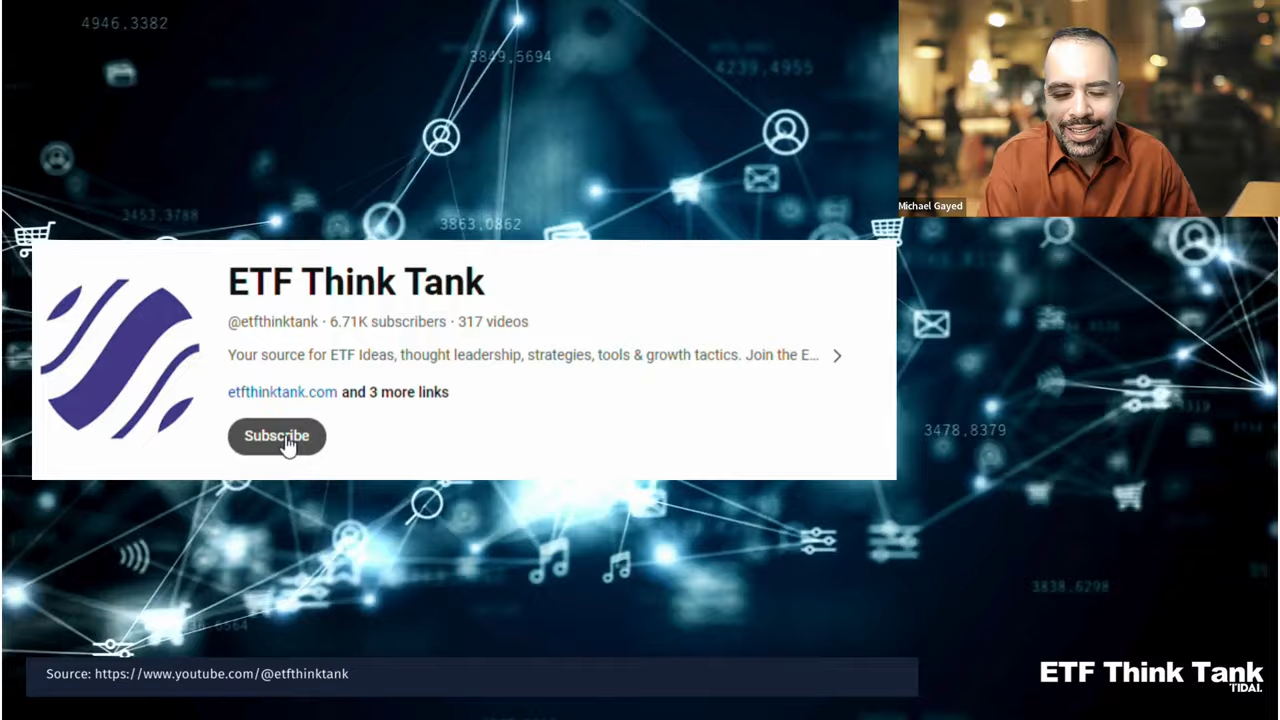 4946,3382
3849,5694
4239,4955
Michael Gayed
3453,3788
3863,0862
ETF Think Tank
@etfthinktank · 6.71K subscribers · 317 videos
Your source for ETF Ideas, thought leadership, strategies, tools & growth tactics. Join the E...
etfthinktank.com and 3 more links
Subscribe
3478,8379
3838,6298
Source: https://www.youtube.com/@etfthinktank
ETF Think Tank
TIDAL